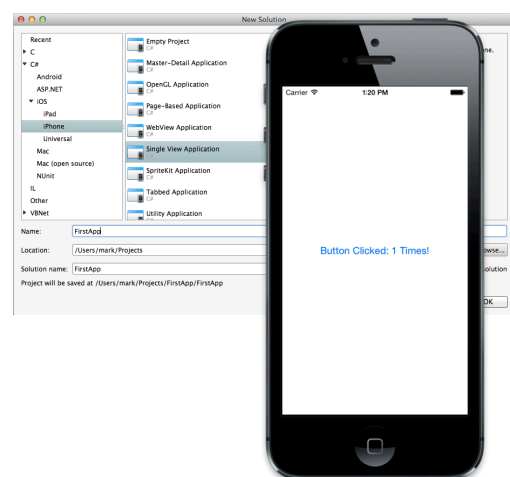 New Solution
Recent
C
C#
Android
ASP.NET
iOS
iPad
iPhone
Universal
Mac
Mac (open source)
NUnit
IL
Other
VBNet
Empty Project
C#
Master-Detail Application
C#
OpenGL Application
C#
Page-Based Application
C#
WebView Application
C#
Single View Application
C#
SpriteKit Application
C#
Tabbed Application
C#
Utility Application
ne.
Name: FirstApp
Location: /Users/mark/Projects
owse...
Solution name: FirstApp
olution
Project will be saved at /Users/mark/Projects/FirstApp/FirstApp
OK
Carrier 1:20 PM
Button Clicked: 1 Times!